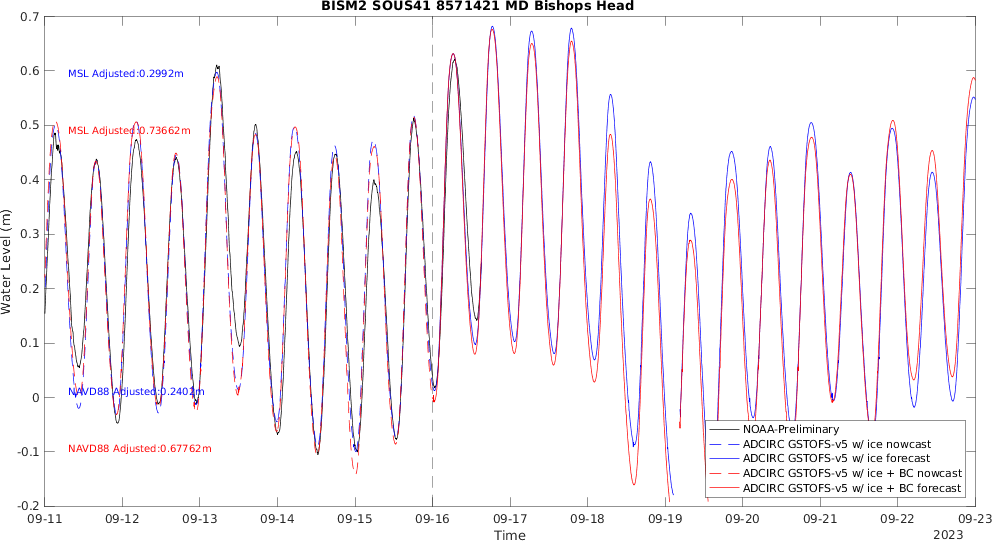 BISM2 SOUS41 8571421 MD Bishops Head
0.7
0.6
0.5
0.4
0.3
0.2
0.1
0
-0.1
-0.2
Water Level (m)
MSL Adjusted:0.2992m
MSL Adjusted:0.73662m
NAVD88 Adjusted:0.2402m
NAVD88 Adjusted:0.67762m
NOAA-Preliminary
ADCIRC GSTOFS-v5 w/ ice nowcast
ADCIRC GSTOFS-v5 w/ ice forecast
ADCIRC GSTOFS-v5 w/ ice + BC nowcast
ADCIRC GSTOFS-v5 w/ ice + BC forecast
09-11 09-12 09-13 09-14 09-15 09-16 09-17 09-18 09-19 09-20 09-21 09-22 09-23
Time
2023